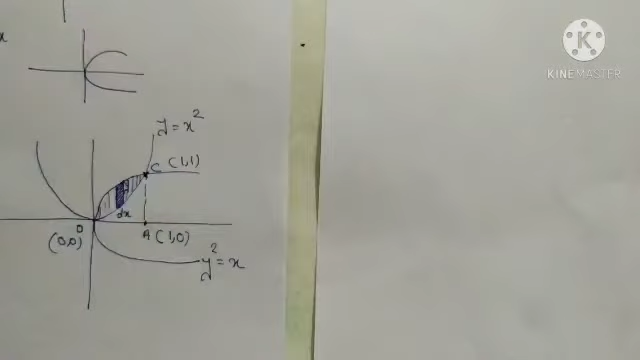 x
KINEMASTER
y = x²
C (1,1)
dx
O
(0,0)
A (1,0)
y² = x